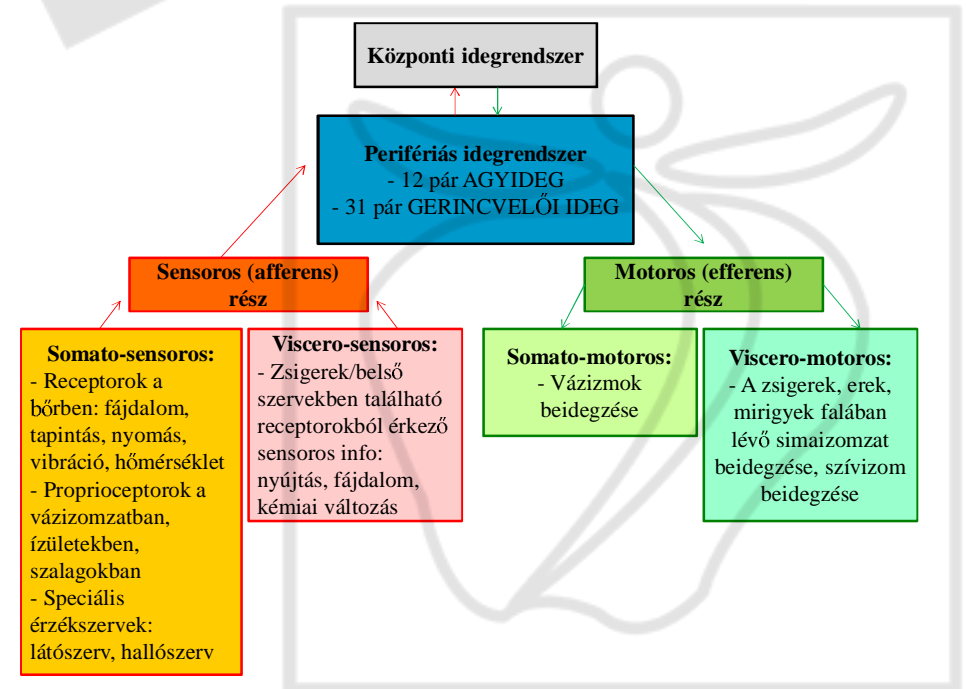 Központi idegrendszer
Perifériás idegrendszer
- 12 pár AGYIDEG
- 31 pár GERINCVELŐI IDEG
Sensoros (afferens)
rész
Motoros (efferens)
rész
Somato-sensoros:
- Receptorok a
bőrben: fájdalom,
tapintás, nyomás,
vibráció, hőmérséklet
- Proprioceptorok a
vázizomzatban,
ízületekben,
szalagokban
- Speciális
érzékszervek:
látószerv, hallószerv
Viscero-sensoros:
- Zsigerek/belső
szervekben található
receptorokból érkező
sensoros info:
nyújtás, fájdalom,
kémiai változás
Somato-motoros:
- Vázizmok
beidegzése
Viscero-motoros:
- A zsigerek, erek,
mirigyek falában
lévő simaizomzat
beidegzése, szívizom
beidegzése